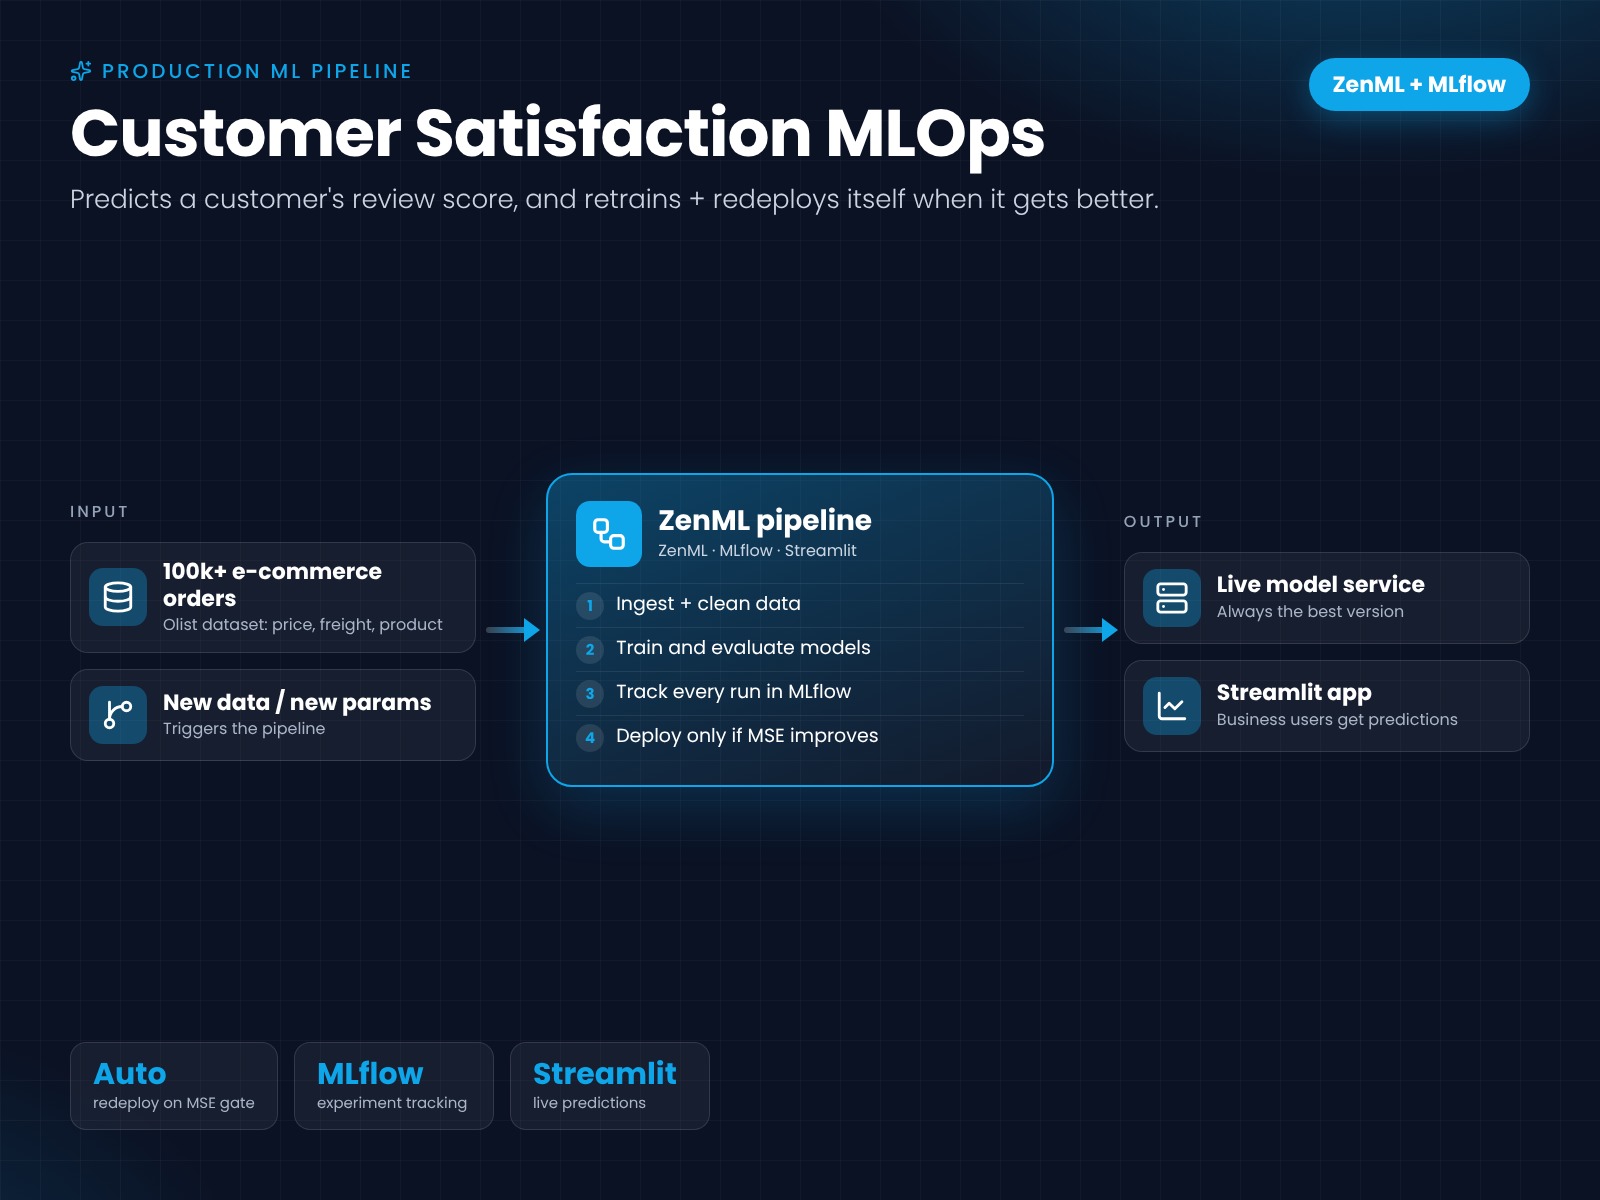 PRODUCTION ML PIPELINE
ZenML + MLflow
Customer Satisfaction MLOps
Predicts a customer's review score, and retrains + redeploys itself when it gets better.
INPUT
100k+ e-commerce
orders
Olist dataset: price, freight, product
New data / new params
Triggers the pipeline
ZenML pipeline
ZenML · MLflow · Streamlit
1 Ingest + clean data
2 Train and evaluate models
3 Track every run in MLflow
4 Deploy only if MSE improves
OUTPUT
Live model service
Always the best version
Streamlit app
Business users get predictions
Auto
redeploy on MSE gate
MLflow
experiment tracking
Streamlit
live predictions